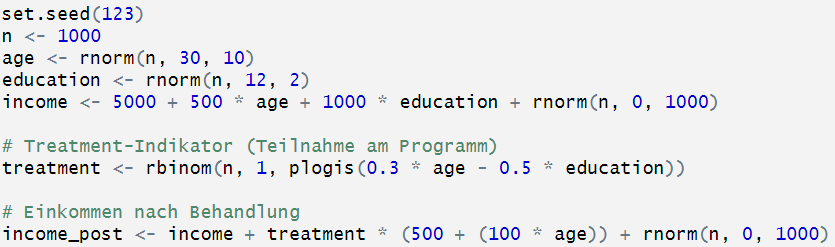 set.seed(123)
n <- 1000
age <- rnorm(n, 30, 10)
education <- rnorm(n, 12, 2)
income <- 5000 + 500 * age + 1000 * education + rnorm(n, 0, 1000)
# Treatment-Indikator (Teilnahme am Programm)
treatment <- rbinom(n, 1, plogis(0.3 * age - 0.5 * education))
# Einkommen nach Behandlung
income_post <- income + treatment * (500 + (100 * age)) + rnorm(n, 0, 1000)